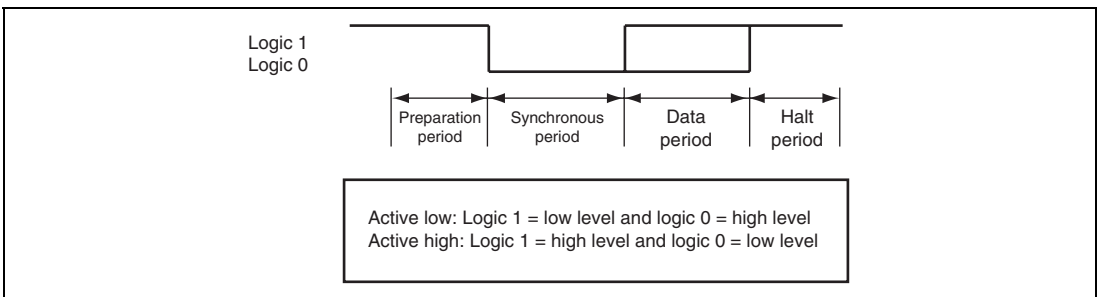 Logic 1
Logic 0
Preparation period
Synchronous period
Data period
Halt period
Active low: Logic 1 = low level and logic 0 = high level
Active high: Logic 1 = high level and logic 0 = low level